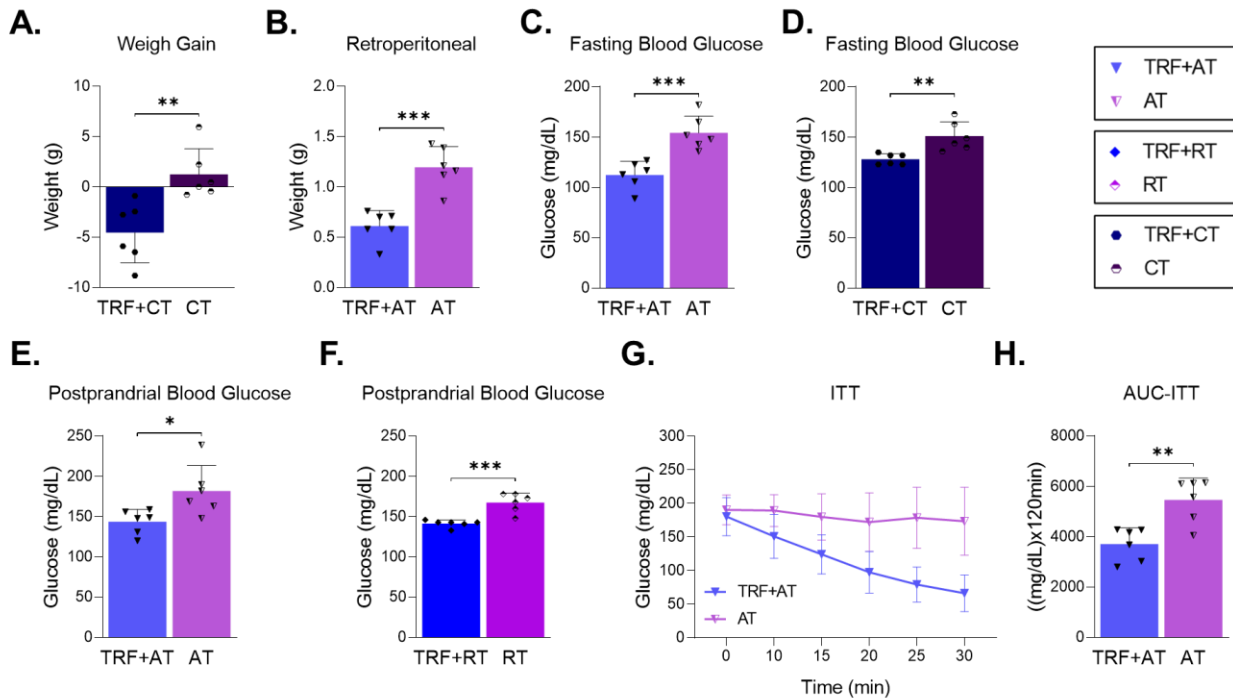 A.
Weigh Gain
**
Weight (g)
10
5
0
-5
-10
TRF+CT CT
B.
Retroperitoneal
***
Weight (g)
2.0
1.5
1.0
0.5
0.0
TRF+AT AT
C.
Fasting Blood Glucose
***
Glucose (mg/dL)
200
150
100
50
0
TRF+AT AT
D.
Fasting Blood Glucose
**
Glucose (mg/dL)
200
150
100
50
0
TRF+CT CT
TRF+AT
AT
TRF+RT
RT
TRF+CT
CT
E.
Postprandrial Blood Glucose
*
Glucose (mg/dL)
250
200
150
100
50
0
TRF+AT AT
F.
Postprandrial Blood Glucose
***
Glucose (mg/dL)
250
200
150
100
50
0
TRF+RT RT
G.
ITT
Glucose (mg/dL)
300
250
200
150
100
50
0
TRF+AT
AT
0 10 15 20 25 30
Time (min)
H.
AUC-ITT
**
((mg/dL)x120min)
8000
6000
4000
2000
0
TRF+AT AT